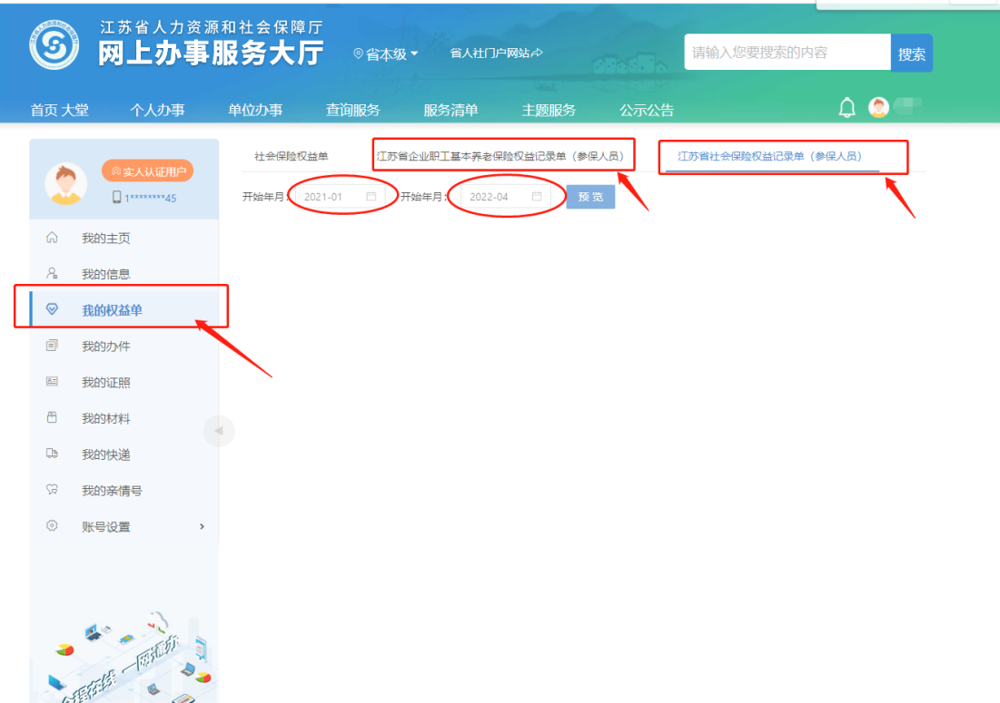 江苏省人力资源和社会保障厅
网上办事服务大厅
省本级
省人社门户网站
请输入您要搜索的内容
搜索
首页 大堂
个人办事
单位办事
查询服务
服务清单
主题服务
公示公告
实人认证用户
1********45
我的主页
我的信息
我的权益单
我的办件
我的证照
我的材料
我的快递
我的亲情号
账号设置
社会保险权益单
江苏省企业职工基本养老保险权益记录单（参保人员）
江苏省社会保险权益记录单（参保人员）
开始年月：
2021-01
开始年月：
2022-04
预 览
全程在线 一网通办